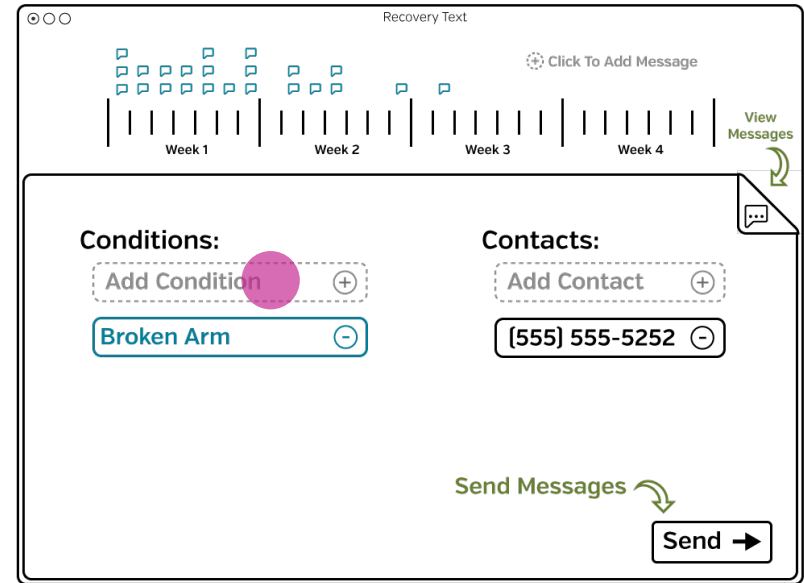 Recovery Text
Click To Add Message
View
Messages
Week 1
Week 2
Week 3
Week 4
Conditions:
Add Condition
Broken Arm
Contacts:
Add Contact
(555) 555-5252
Send Messages
Send